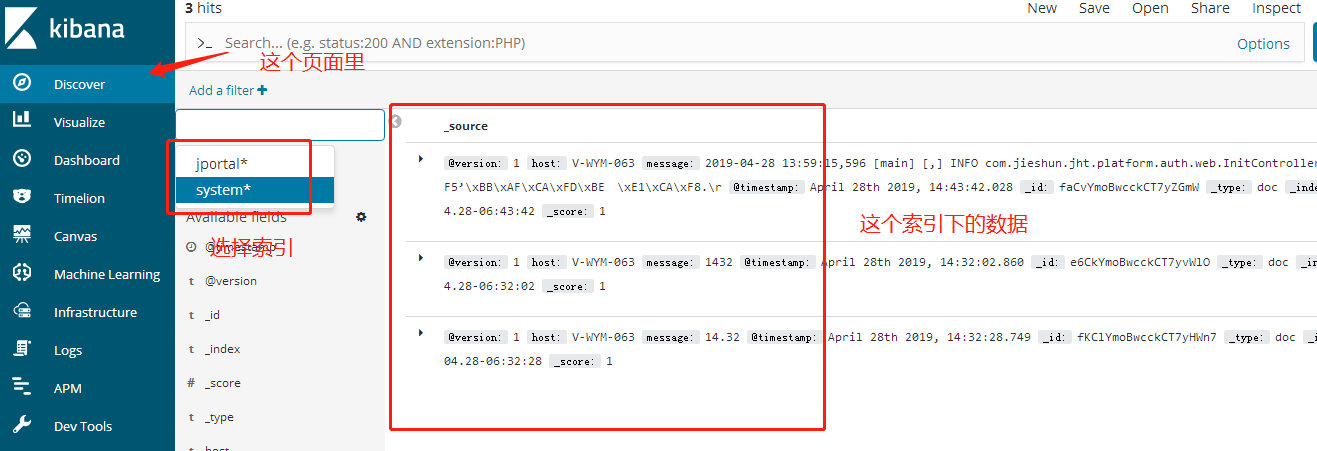 kibana
Discover
Visualize
Dashboard
Timelion
Canvas
Machine Learning
Infrastructure
Logs
APM
Dev Tools
3 hits
New Save Open Share Inspect
>_ Search... (e.g. status:200 AND extension:PHP) Options
这个页面里
Add a filter +
jportal*
system*
Available fields
选择索引
@timestamp
t @version
t _id
t _index
# _score
t _type
_source
@version: 1 host: V-WYM-063 message: 2019-04-28 13:59:15,596 [main] [,] INFO com.jieshun.jht.platform.auth.web.InitController
F5’\xBB\xAF\xCA\xFD\xBE \xE1\xCA\xF8.\r @timestamp: April 28th 2019, 14:43:42.028 _id: faCvYmoBwcckCT7yZGmW _type: doc _inde
4.28-06:43:42 _score: 1
这个索引下的数据
@version: 1 host: V-WYM-063 message: 1432 @timestamp: April 28th 2019, 14:32:02.860 _id: e6CkYmoBwcckCT7yvWlO _type: doc _in
4.28-06:32:02 _score: 1
@version: 1 host: V-WYM-063 message: 14.32 @timestamp: April 28th 2019, 14:32:28.749 _id: fKClYmoBwcckCT7yHWn7 _type: doc _i
04.28-06:32:28 _score: 1